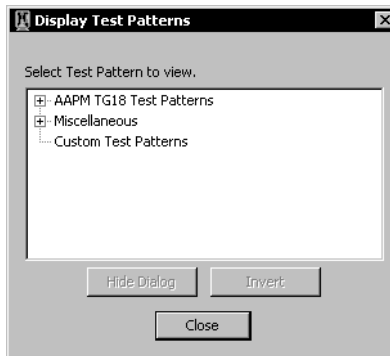 Display Test Patterns
Select Test Pattern to view.
AAPM TG18 Test Patterns
Miscellaneous
Custom Test Patterns
Hide Dialog Invert
Close